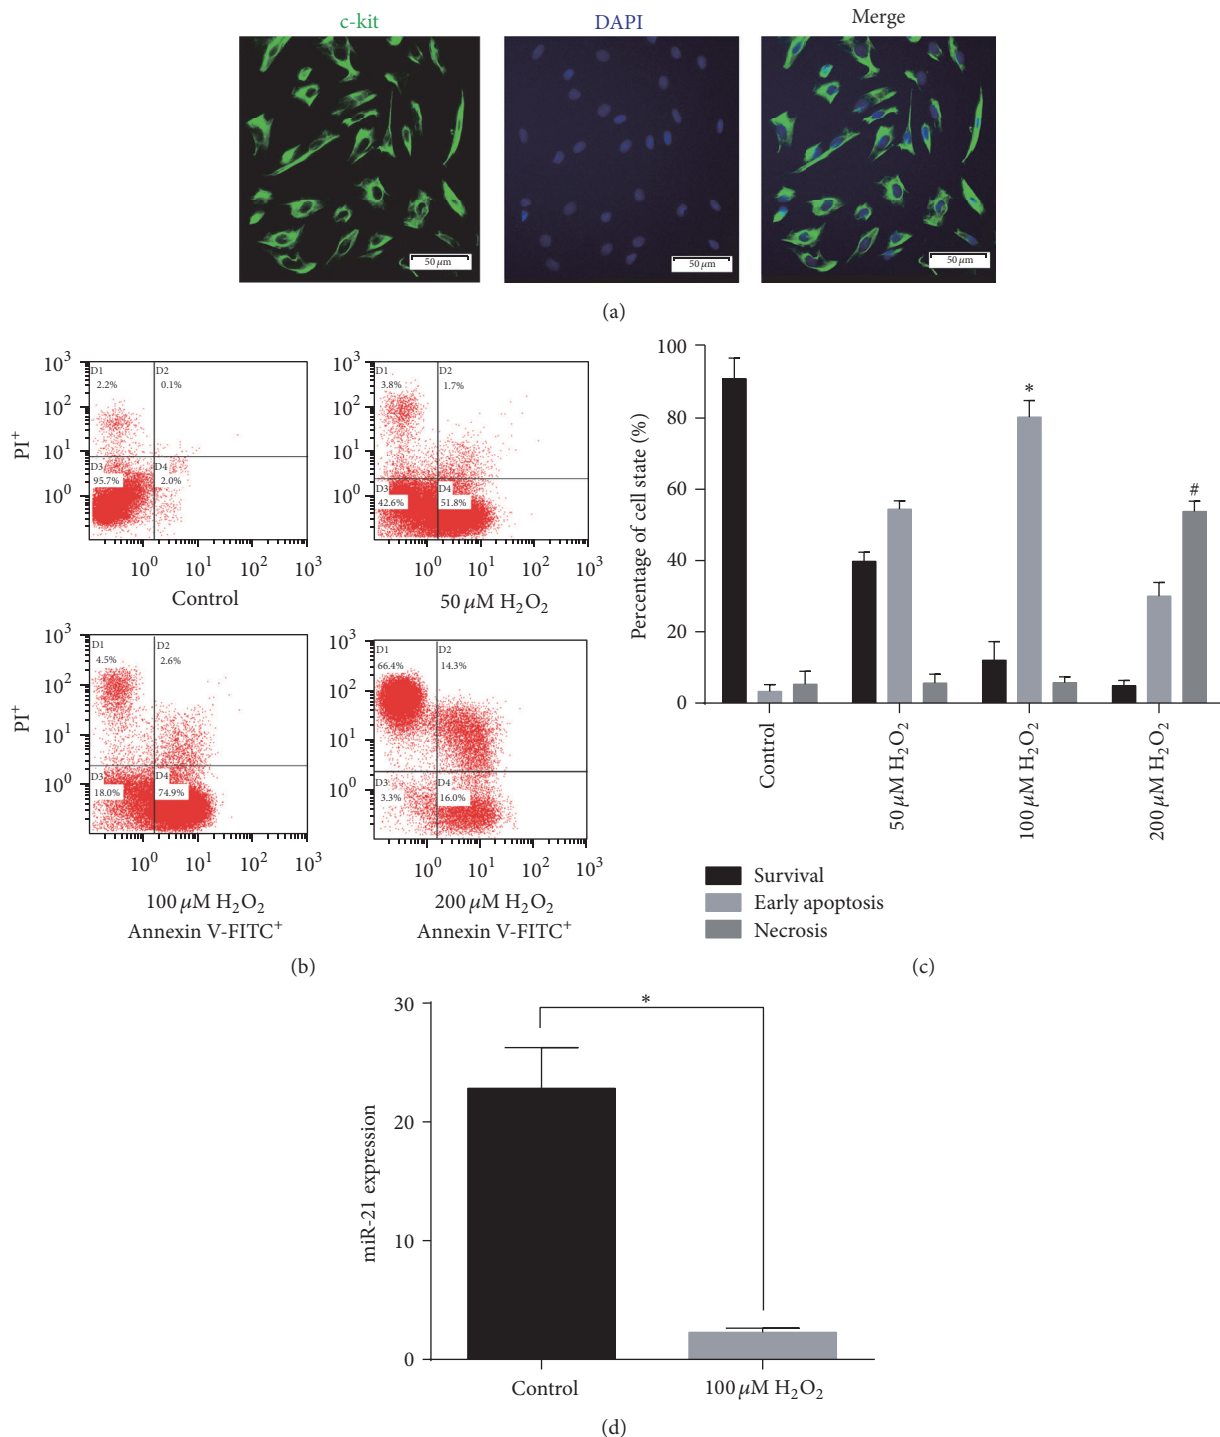 c-kit DAPI Merge
50 μm 50 μm 50 μm
(a)
10³
10²
10¹
10⁰
PI⁺
D1 2.2%
D2 0.1%
D3 95.7%
D4 2.0%
10⁰ 10¹ 10² 10³
Control
10³
10²
10¹
10⁰
D1 3.8%
D2 1.7%
D3 42.6%
D4 51.8%
10⁰ 10¹ 10² 10³
50 μM H₂O₂
10³
10²
10¹
10⁰
PI⁺
D1 4.5%
D2 2.6%
D3 18.0%
D4 74.9%
10⁰ 10¹ 10² 10³
100 μM H₂O₂
Annexin V-FITC⁺
10³
10²
10¹
10⁰
D1 66.4%
D2 14.3%
D3 3.3%
D4 16.0%
10⁰ 10¹ 10² 10³
200 μM H₂O₂
Annexin V-FITC⁺
(b)
100
80
60
40
20
0
Percentage of cell state (%)
*
#
Control
50 μM H₂O₂
100 μM H₂O₂
200 μM H₂O₂
Survival
Early apoptosis
Necrosis
(c)
30
20
10
0
miR-21 expression
*
Control
100 μM H₂O₂
(d)